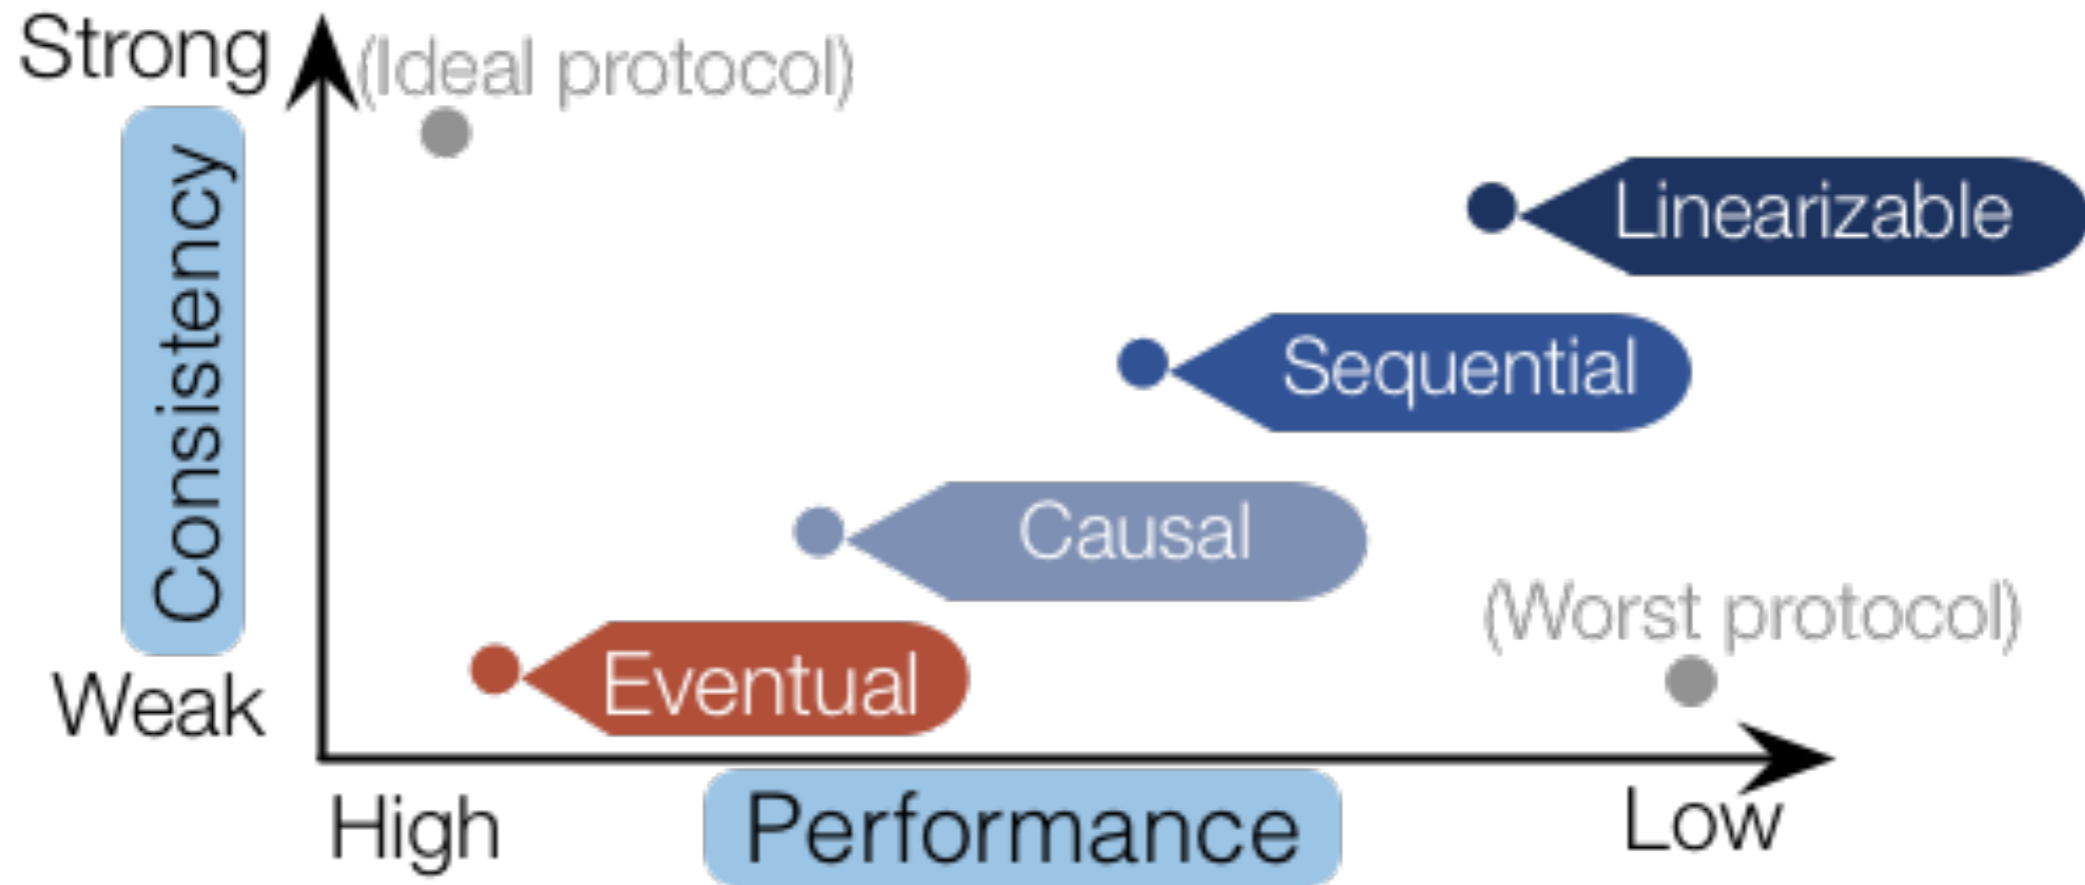 Strong
(Ideal protocol)
Linearizable
Consistency
Sequential
Causal
(Worst protocol)
Eventual
Weak
High
Performance
Low